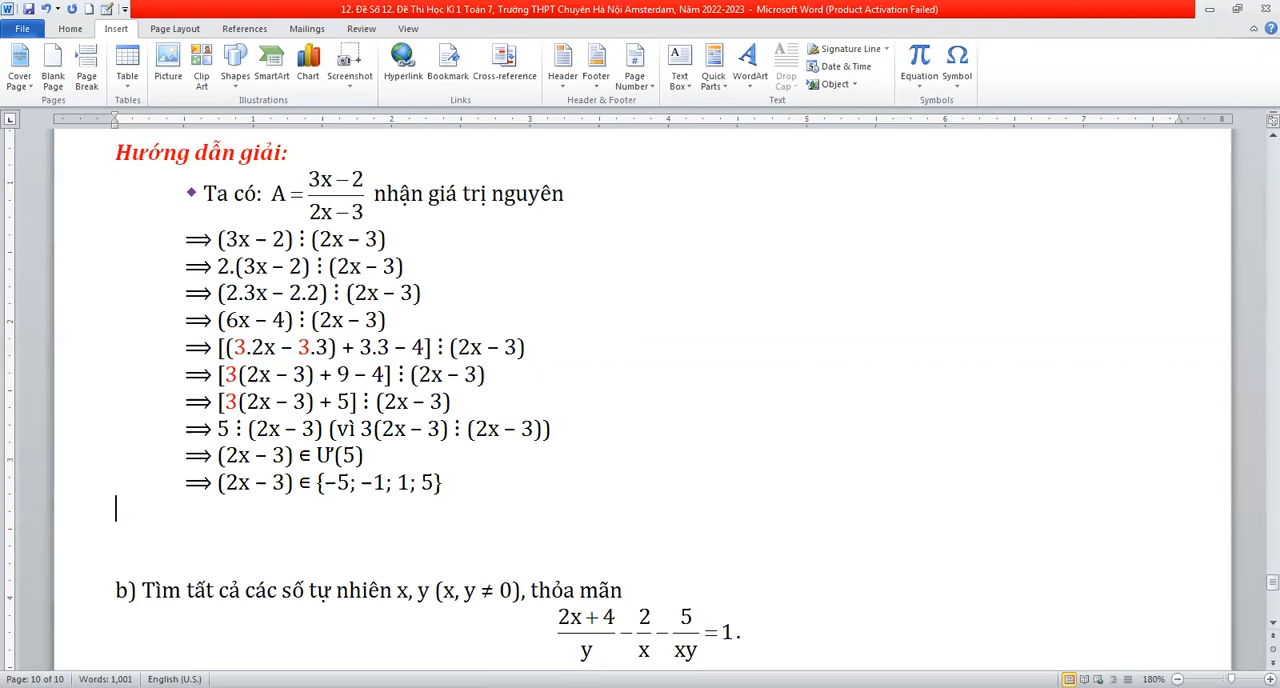 12. Đề Số 12. Đề Thi Học Kì 1 Toán 7, Trường THPT Chuyên Hà Nội Amsterdam, Năm 2022-2023 - Microsoft Word (Product Activation Failed)
File Home Insert Page Layout References Mailings Review View
Cover Page Blank Page Page Break Table Picture Clip Art Shapes SmartArt Chart Screenshot Hyperlink Bookmark Cross-reference Header Footer Page Number Text Box Quick Parts WordArt Drop Cap Signature Line Date & Time Object Equation Symbol
Pages Tables Illustrations Links Header & Footer Text Symbols
1 2 3 4 5 6 7 8
Hướng dẫn giải:
Ta có: A = (3x – 2)/(2x – 3) nhận giá trị nguyên
⟹ (3x – 2) ⋮ (2x – 3)
⟹ 2.(3x – 2) ⋮ (2x – 3)
⟹ (2.3x – 2.2) ⋮ (2x – 3)
⟹ (6x – 4) ⋮ (2x – 3)
⟹ [(3.2x – 3.3) + 3.3 – 4] ⋮ (2x – 3)
⟹ [3(2x – 3) + 9 – 4] ⋮ (2x – 3)
⟹ [3(2x – 3) + 5] ⋮ (2x – 3)
⟹ 5 ⋮ (2x – 3) (vì 3(2x – 3) ⋮ (2x – 3))
⟹ (2x – 3) ∈ Ư(5)
⟹ (2x – 3) ∈ {–5; –1; 1; 5}
b) Tìm tất cả các số tự nhiên x, y (x, y ≠ 0), thỏa mãn
(2x + 4)/y – 2/x – 5/xy = 1.
Page: 10 of 10 Words: 1,001 English (U.S.) 180%